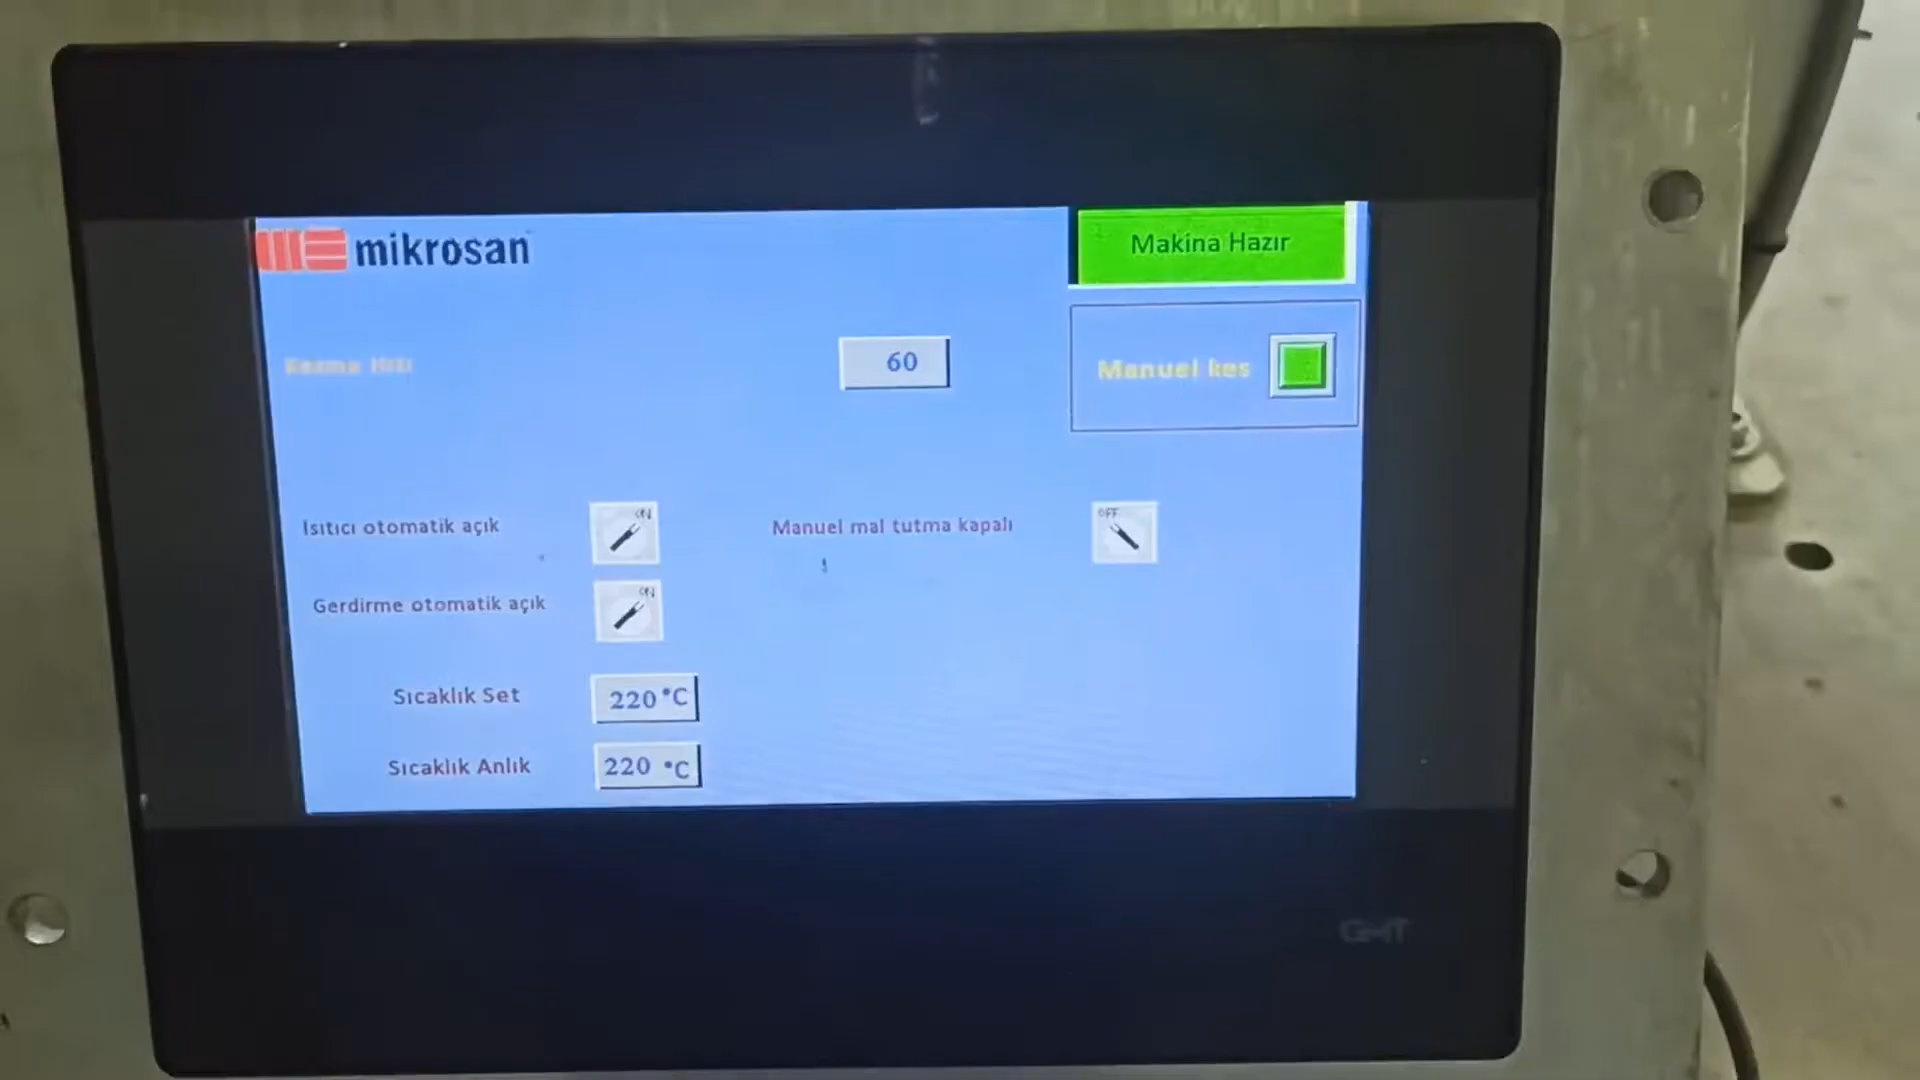 mikrosan
Makina Hazır
60
Manuel kes
Isıtıcı otomatik açık
ON
Manuel mal tutma kapalı
OFF
Gerdirme otomatik açık
ON
Sıcaklık Set
220 °C
Sıcaklık Anlık
220 °C
GMT